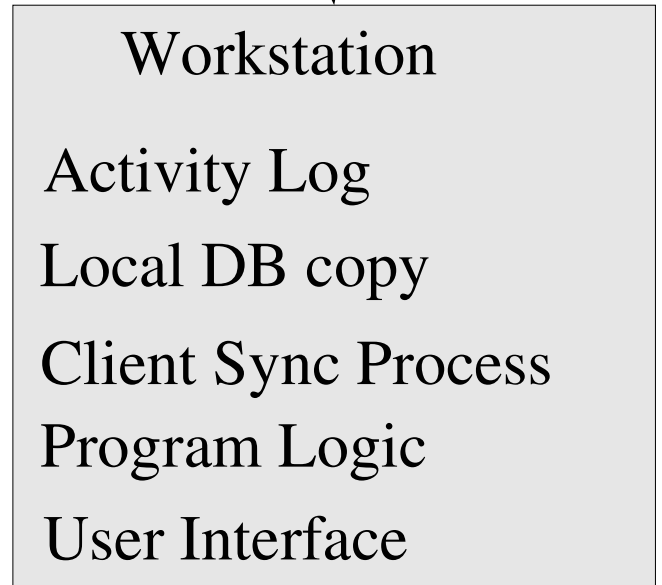 Workstation
Activity Log
Local DB copy
Client Sync Process
Program Logic
User Interface